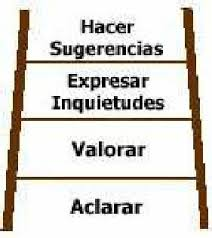 Hacer
Sugerencias
Expresar
Inquietudes
Valorar
Aclarar